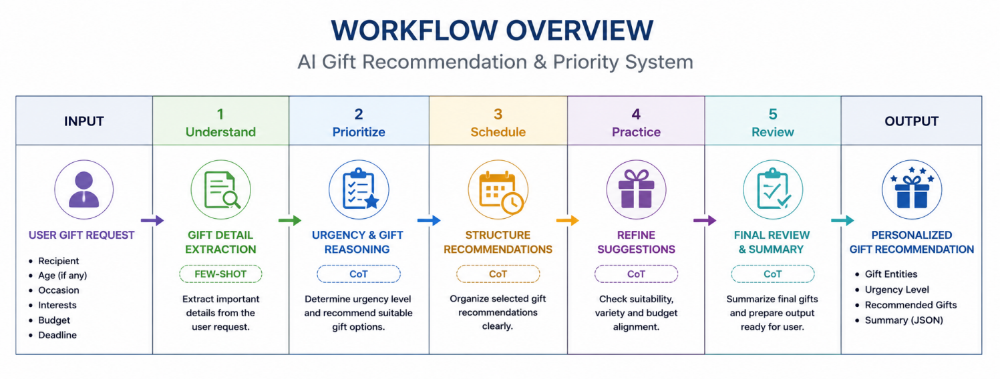 WORKFLOW OVERVIEW
AI Gift Recommendation & Priority System
INPUT
USER GIFT REQUEST
• Recipient
• Age (if any)
• Occasion
• Interests
• Budget
• Deadline
1
Understand
GIFT DETAIL
EXTRACTION
FEW-SHOT
Extract important
details from the
user request.
2
Prioritize
URGENCY & GIFT
REASONING
CoT
Determine urgency level
and recommend suitable
gift options.
3
Schedule
STRUCTURE
RECOMMENDATIONS
CoT
Organize selected gift
recommendations
clearly.
4
Practice
REFINE
SUGGESTIONS
CoT
Check suitability,
variety and budget
alignment.
5
Review
FINAL REVIEW
& SUMMARY
CoT
Summarize final gifts
and prepare output
ready for user.
OUTPUT
PERSONALIZED
GIFT RECOMMENDATION
• Gift Entities
• Urgency Level
• Recommended Gifts
• Summary (JSON)